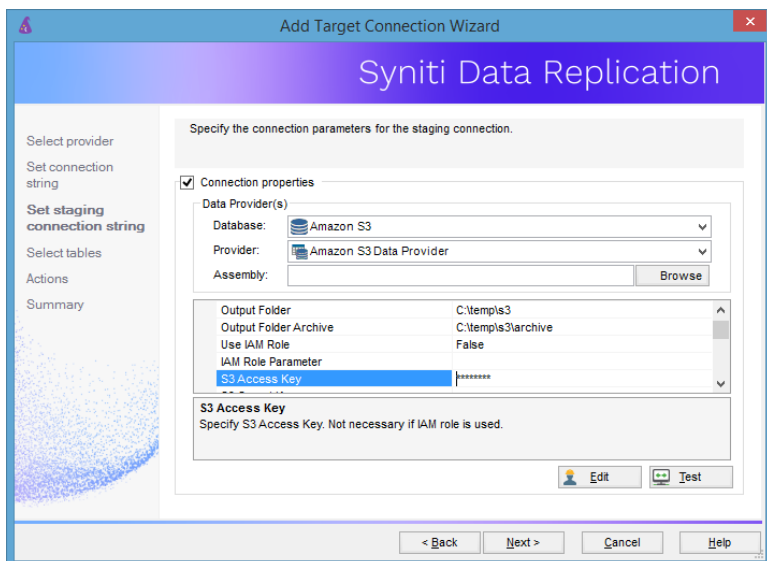 Add Target Connection Wizard
Syniti Data Replication
Select provider
Set connection
string
Set staging
connection string
Select tables
Actions
Summary
Specify the connection parameters for the staging connection.
Connection properties
Data Provider(s)
Database: Amazon S3
Provider: Amazon S3 Data Provider
Assembly: Browse
Output Folder C:\temp\s3
Output Folder Archive C:\temp\s3\archive
Use IAM Role False
IAM Role Parameter
S3 Access Key ********
S3 Access Key
Specify S3 Access Key. Not necessary if IAM role is used.
Edit Test
< Back Next > Cancel Help